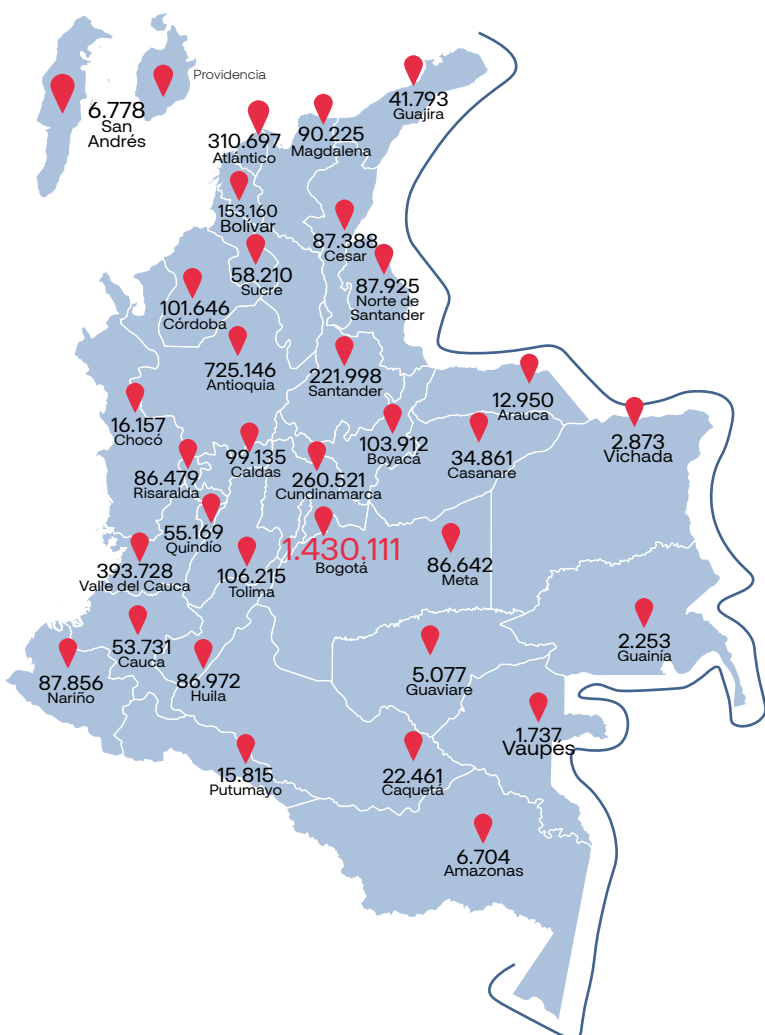 Providencia
6.778
San
Andrés
41.793
Guajira
310.697
Atlántico
90.225
Magdalena
153.160
Bolívar
87.388
Cesar
58.210
Sucre
87.925
Norte de
Santander
101.646
Córdoba
725.146
Antioquia
221.998
Santander
12.950
Arauca
16.157
Chocó
103.912
Boyacá
2.873
Vichada
99.135
Caldas
34.861
Casanare
86.479
Risaralda
260.521
Cundinamarca
55.169
Quindío
1.430.111
Bogotá
393.728
Valle del Cauca
106.215
Tolima
86.642
Meta
53.731
Cauca
2.253
Guainía
87.856
Nariño
86.972
Huila
5.077
Guaviare
1.737
Vaupés
15.815
Putumayo
22.461
Caquetá
6.704
Amazonas